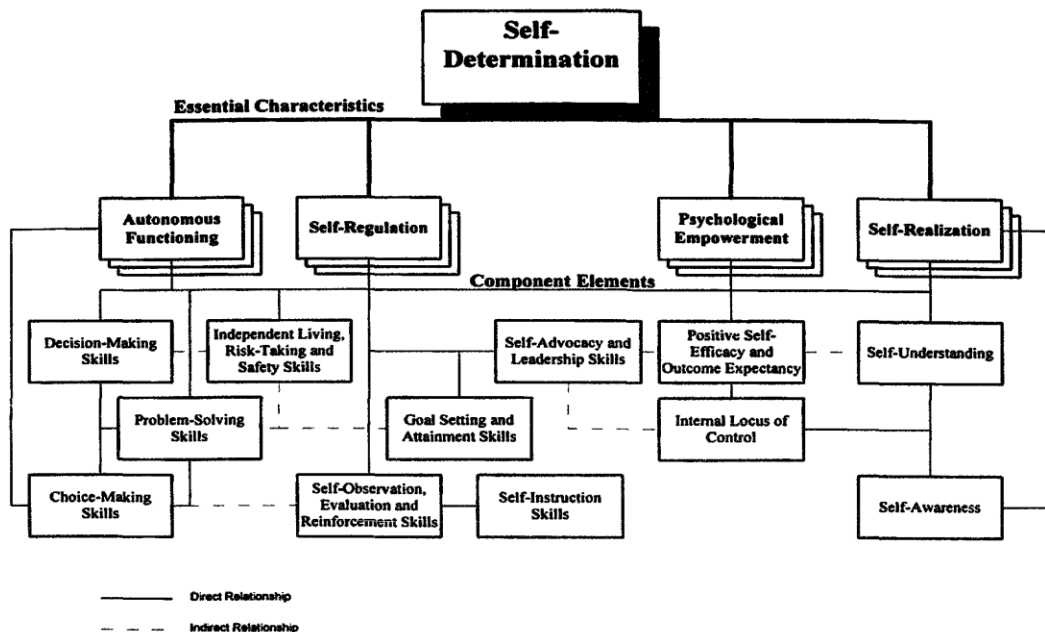 Self-
Determination
Essential Characteristics
Autonomous
Functioning
Self-Regulation
Psychological
Empowerment
Self-Realization
Component Elements
Decision-Making
Skills
Independent Living,
Risk-Taking and
Safety Skills
Self-Advocacy and
Leadership Skills
Positive Self-
Efficacy and
Outcome Expectancy
Self-Understanding
Problem-Solving
Skills
Goal Setting and
Attainment Skills
Internal Locus of
Control
Choice-Making
Skills
Self-Observation,
Evaluation and
Reinforcement Skills
Self-Instruction
Skills
Self-Awareness
Direct Relationship
Indirect Relationship